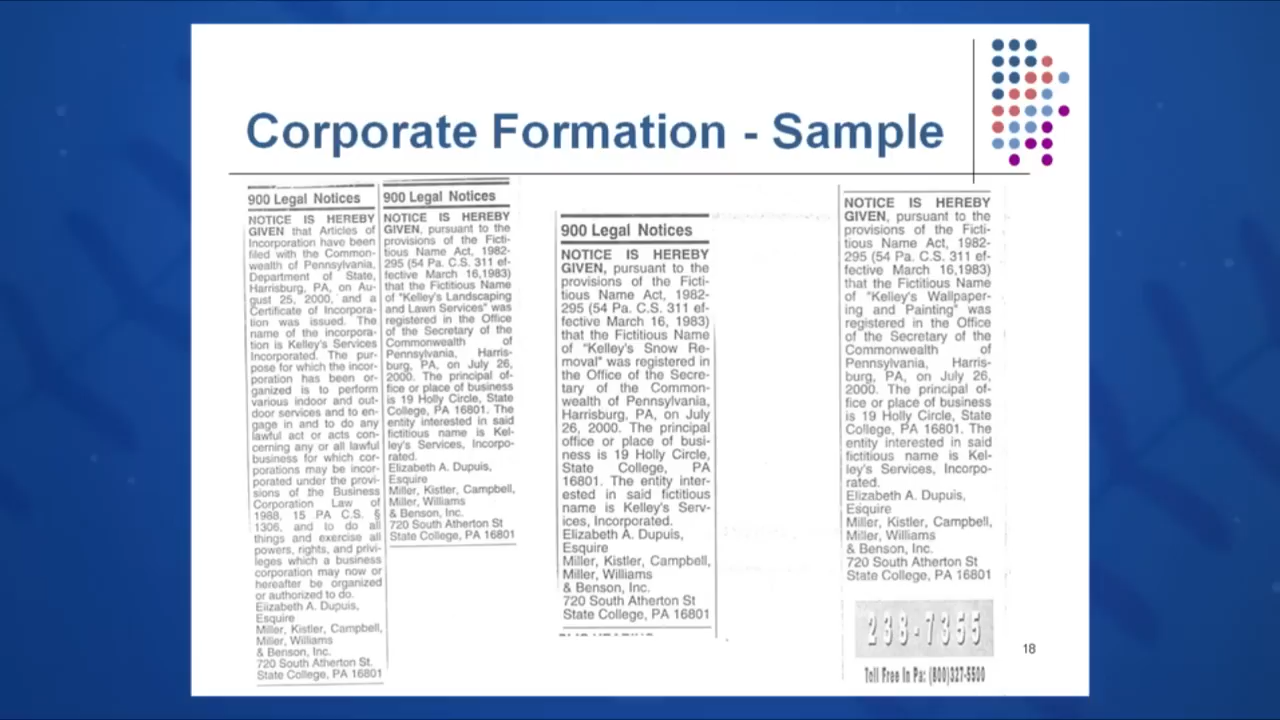 Corporate Formation - Sample
900 Legal Notices
NOTICE IS HEREBY
GIVEN that Articles of
Incorporation have been
filed with the Common-
wealth of Pennsylvania,
Department of State,
Harrisburg, PA, on Au-
gust 25, 2000, and a
Certificate of Incorpora-
tion was issued. The
name of the incorpora-
tion is Kelley's Services
Incorporated. The pur-
pose for which the incor-
poration has been or-
ganized is to perform
various indoor and out-
door services and to en-
gage in and to do any
lawful act or acts con-
cerning any or all lawful
business for which cor-
porations may be incor-
porated under the provi-
sions of the Business
Corporation Law of
1988, 15 PA C.S. §
1306, and to do all
things and exercise all
powers, rights, and privi-
leges which a business
corporation may now or
hereafter be organized
or authorized to do.
Elizabeth A. Dupuis,
Esquire
Miller, Kistler, Campbell,
Miller, Williams
& Benson, Inc.
720 South Atherton St.
State College, PA 16801
900 Legal Notices
NOTICE IS HEREBY
GIVEN, pursuant to the
provisions of the Ficti-
tious Name Act, 1982-
295 (54 Pa. C.S. 311 ef-
fective March 16,1983)
that the Fictitious Name
of "Kelley's Landscaping
and Lawn Services" was
registered in the Office
of the Secretary of the
Commonwealth of
Pennsylvania, Harris-
burg, PA, on July 26,
2000. The principal of-
fice or place of business
is 19 Holly Circle, State
College, PA 16801. The
entity interested in said
fictitious name is Kel-
ley's Services, Incorpo-
rated.
Elizabeth A. Dupuis,
Esquire
Miller, Kistler, Campbell,
Miller, Williams
& Benson, Inc.
720 South Atherton St
State College, PA 16801
900 Legal Notices
NOTICE IS HEREBY
GIVEN, pursuant to the
provisions of the Ficti-
tious Name Act, 1982-
295 (54 Pa. C.S. 311 ef-
fective March 16, 1983)
that the Fictitious Name
of "Kelley's Snow Re-
moval" was registered in
the Office of the Secre-
tary of the Common-
wealth of Pennsylvania,
Harrisburg, PA, on July
26, 2000. The principal
office or place of busi-
ness is 19 Holly Circle,
State College, PA
16801. The entity inter-
ested in said fictitious
name is Kelley's Serv-
ices, Incorporated.
Elizabeth A. Dupuis,
Esquire
Miller, Kistler, Campbell,
Miller, Williams
& Benson, Inc.
720 South Atherton St
State College, PA 16801
NOTICE IS HEREBY
GIVEN, pursuant to the
provisions of the Ficti-
tious Name Act, 1982-
295 (54 Pa. C.S. 311 ef-
fective March 16, 1983)
that the Fictitious Name
of "Kelley's Wallpaper-
ing and Painting" was
registered in the Office
of the Secretary of the
Commonwealth of
Pennsylvania, Harris-
burg, PA, on July 26,
2000. The principal of-
fice or place of business
is 19 Holly Circle, State
College, PA 16801. The
entity interested in said
fictitious name is Kel-
ley's Services, Incorpo-
rated.
Elizabeth A. Dupuis,
Esquire
Miller, Kistler, Campbell,
Miller, Williams
& Benson, Inc.
720 South Atherton St
State College, PA 16801
238-7355
Toll Free In Pa: (800)327-5500
18